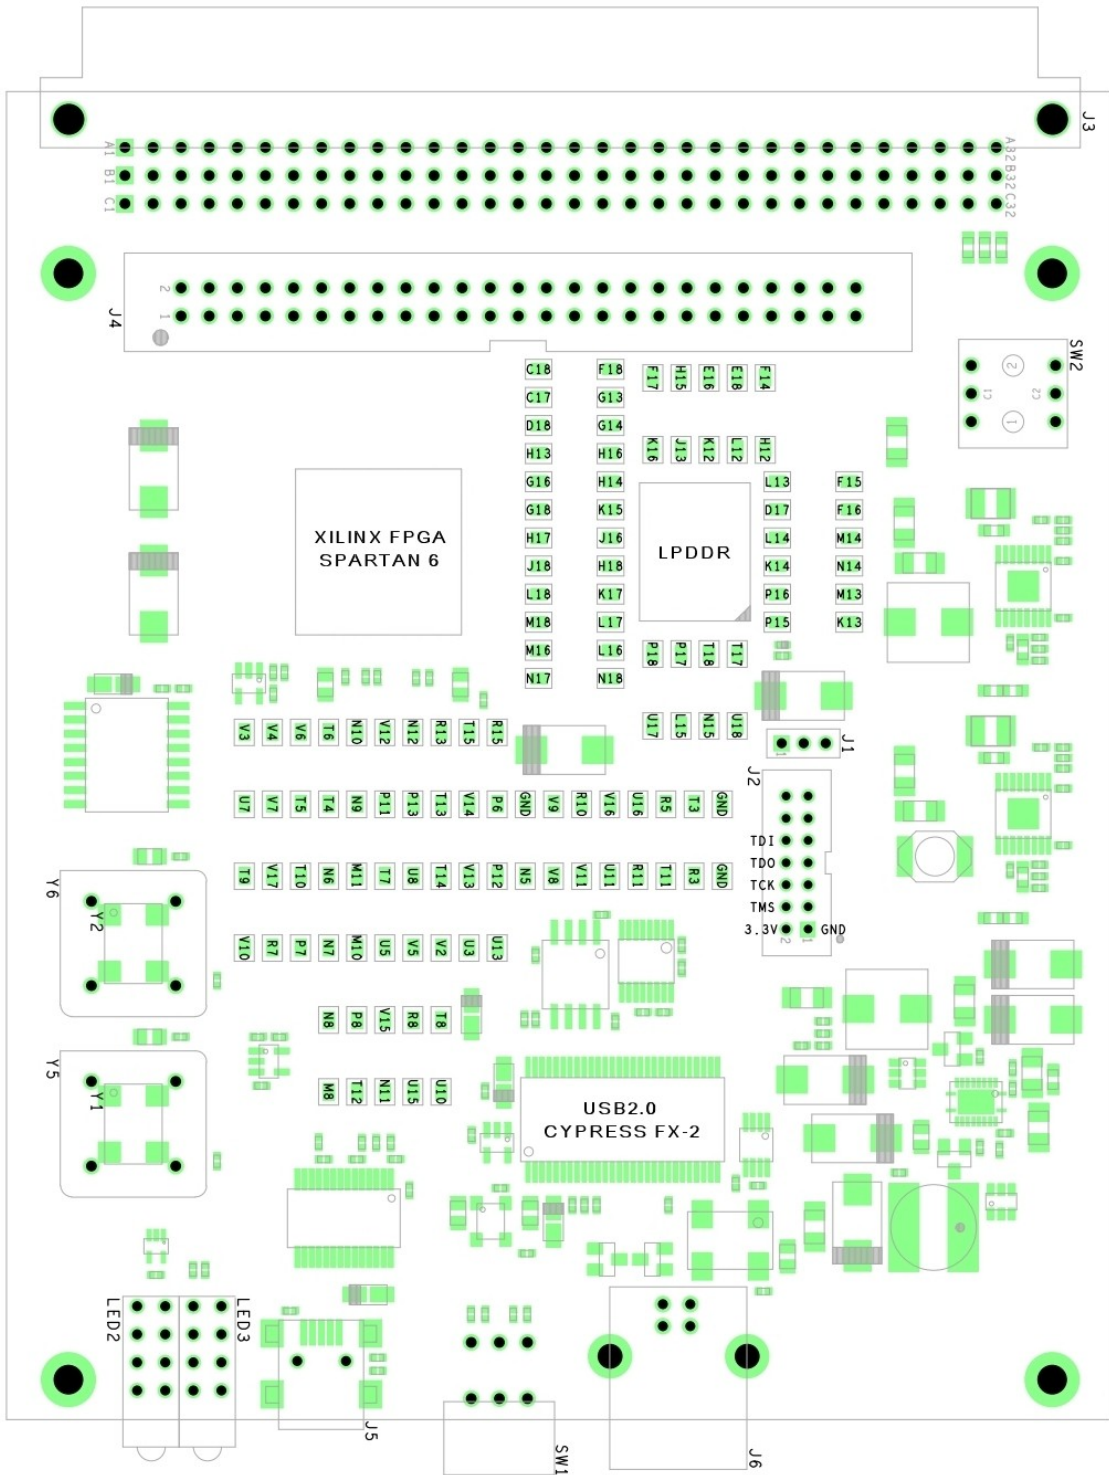 J3
A1 A32
B1 B32
C1 C32
2
1
J4
SW2
2
C1 C2
1
C18 F18 F17 H15 E16 E18 F14
C17 G13
D18 G14
H13 H16 K16 J13 K12 L12 H12
G16 H14 L13 F15
G18 K15 D17 F16
XILINX FPGA
SPARTAN 6
H17 J16 LPDDR L14 M14
J18 H18 K14 N14
L18 K17 P16 M13
M18 L17 P15 K13
M16 L16 P18 P17 T18 T17
N17 N18
V3 V4 V6 T6 N10 V12 N12 R13 T15 R15 U17 L15 N15 U18
1 J1
J2
U7 V7 T5 T4 N9 P11 P13 T13 V14 P6 GND V9 R10 V16 U16 R5 T3 GND
TDI
TDO
TCK
TMS
3.3V GND
2 1
T9 V17 T10 N6 M11 T7 U8 T14 V13 P12 N5 V8 V11 U11 R11 T11 R3 GND
Y6
Y2
V10 R7 P7 N7 M10 U5 V5 V2 U3 U13
N8 P8 V15 R8 T8
Y5
Y1
M8 T12 N11 U15 U10
USB2.0
CYPRESS FX-2
LED2
LED3
J5
SW1
J6